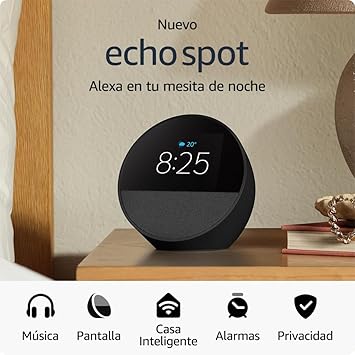 Nuevo
echo spot
Alexa en tu mesita de noche
20°
8:25
Música
Pantalla
Casa
Inteligente
Alarmas
Privacidad